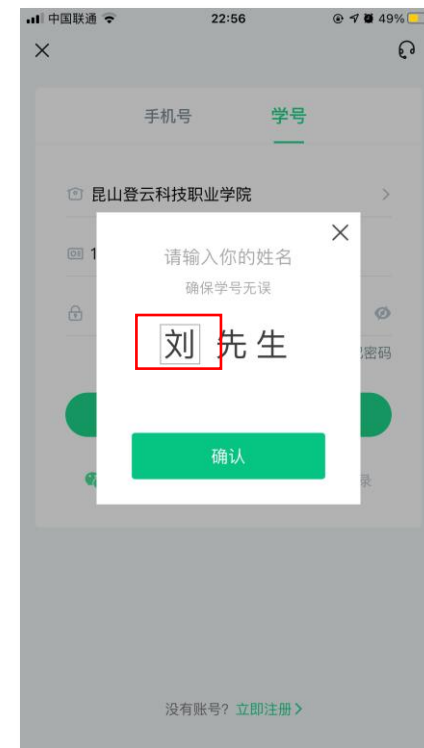 中国联通 22:56 49%
手机号 学号
昆山登云科技职业学院
1
请输入你的姓名
确保学号无误
刘 先生
密码
确认
录
没有账号? 立即注册 >